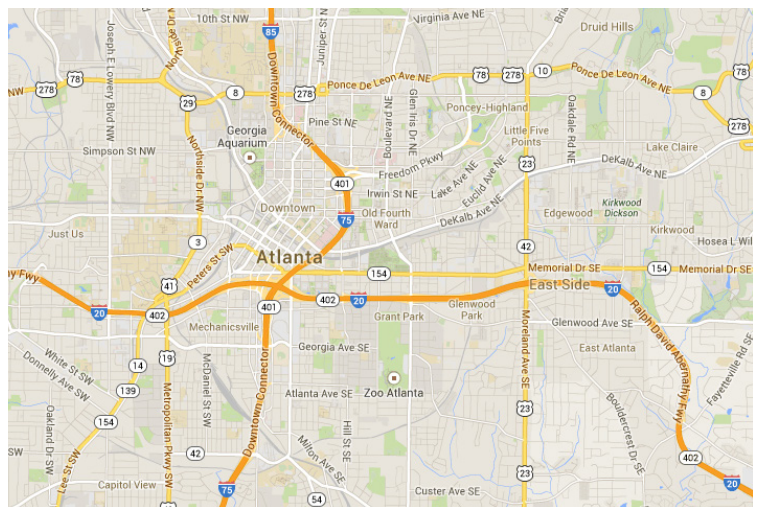 10th St NW
Virginia Ave NE
Druid Hills
85
Juniper St NE
Joseph E Lowery Blvd NW
78
278
NW
Ponce De Leon Ave NE
78
278
10
Ponce De Leon Ave NE
78
8
278
8
29
Downtown Connector
Glen Iris Dr NE
Boulevard NE
Poncey-Highland
Oakdale Rd NE
8
278
Georgia
Aquarium
Pine St NE
Little Five
Points
Simpson St NW
Northside Dr NW
Freedom Pkwy
23
DeKalb Ave NE
Lake Claire
401
Irwin St NE
Lake Ave NE
Euclid Ave NE
Downtown
75
Old Fourth
Ward
DeKalb Ave NE
Edgewood
Kirkwood
Dickson
Just Us
3
Peters St SW
42
Kirkwood
Hosea L Wil
Atlanta
154
Memorial Dr SE
154
Memorial Dr SE
y Fwy
41
East Side
20
402
402
401
20
20
Mechanicsville
Grant Park
Glenwood
Park
Glenwood Ave SE
Ralph David Abernathy Fwy
Georgia Ave SE
East Atlanta
White St SW
Donnelly Ave SW
19
14
McDaniel St SW
Moreland Ave SE
Fayetteville Rd SE
Zoo Atlanta
139
Atlanta Ave SE
Metropolitan Pkwy SW
Downtown Connector
Hill St SE
23
Bouldercrest Dr SE
154
Oakland Dr SW
Lee St SW
42
Milton Ave SE
402
23
Capitol View
75
54
Custer Ave SE
20